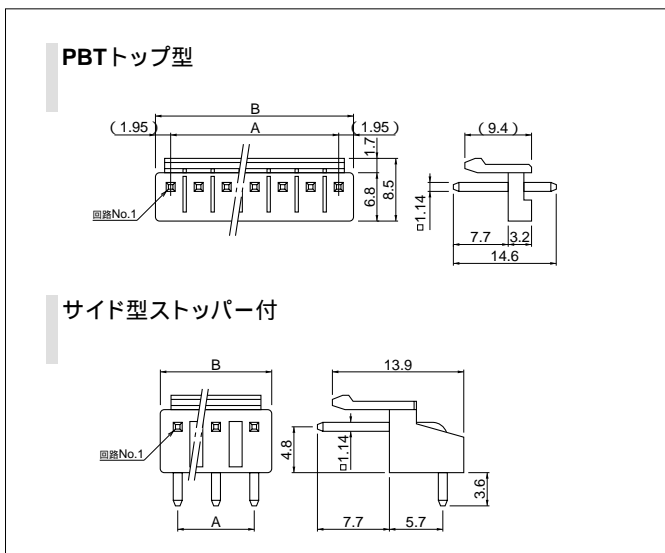 PBTトップ型
B
(1.95) A (1.95)
(9.4)
1.7
6.8
8.5
回路No.1
□1.14
7.7 3.2
14.6
サイド型ストッパー付
B
13.9
回路No.1
4.8
□1.14
3.6
A
7.7 5.7